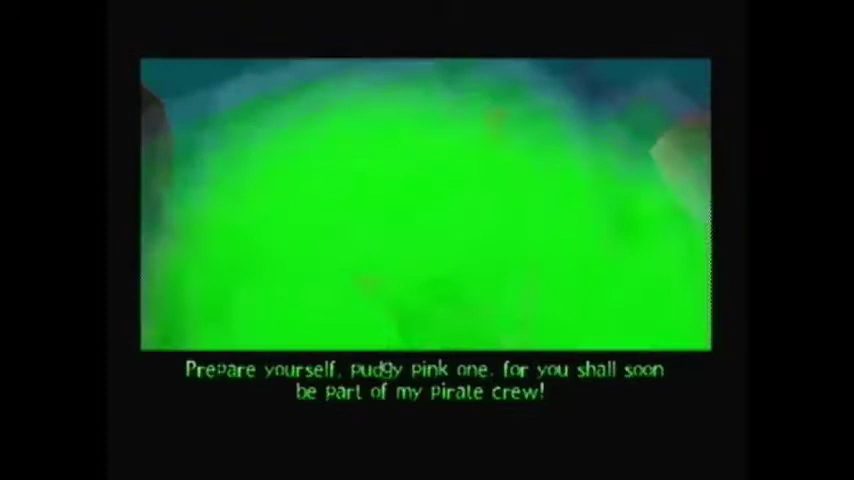 Prepare yourself, pudgy pink one, for you shall soon
be part of my pirate crew!